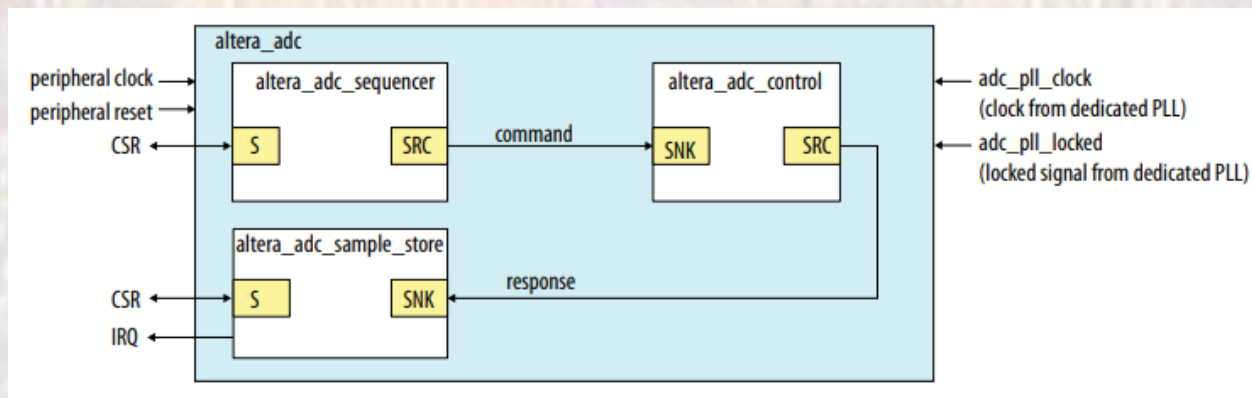 altera_adc
peripheral clock
peripheral reset
CSR
altera_adc_sequencer
S
SRC
command
altera_adc_control
SNK
SRC
adc_pll_clock
(clock from dedicated PLL)
adc_pll_locked
(locked signal from dedicated PLL)
altera_adc_sample_store
CSR
S
SNK
response
IRQ